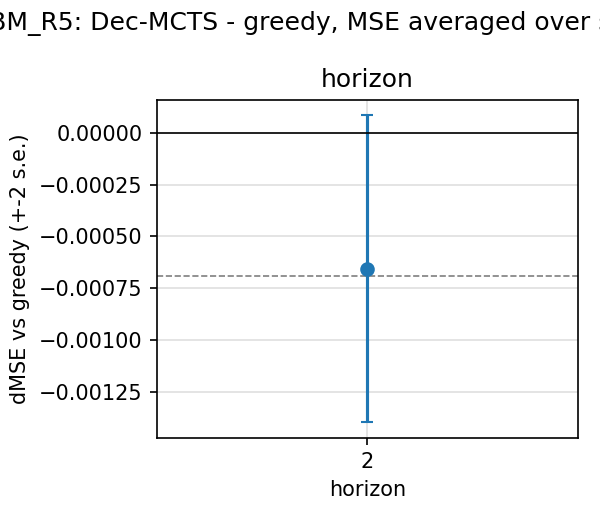 BM_R5: Dec-MCTS - greedy, MSE averaged over
horizon
dMSE vs greedy (+-2 s.e.)
0.00000
−0.00025
−0.00050
−0.00075
−0.00100
−0.00125
2
horizon